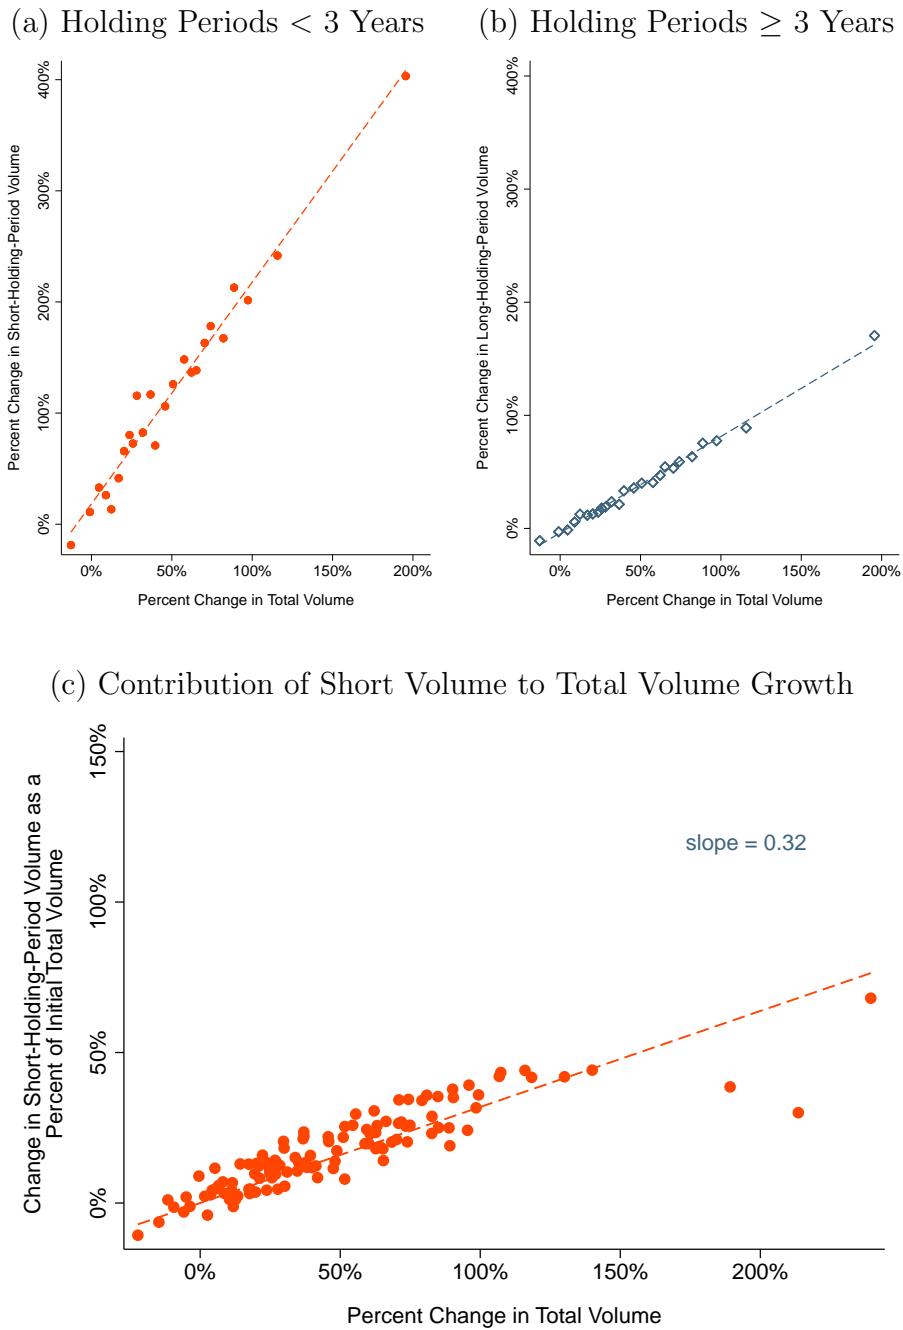 (a) Holding Periods < 3 Years
(b) Holding Periods ≥ 3 Years
Percent Change in Short-Holding-Period Volume
400%
300%
200%
100%
0%
0%
50%
100%
150%
200%
Percent Change in Total Volume
Percent Change in Long-Holding-Period Volume
400%
300%
200%
100%
0%
0%
50%
100%
150%
200%
Percent Change in Total Volume
(c) Contribution of Short Volume to Total Volume Growth
Change in Short-Holding-Period Volume as a
Percent of Initial Total Volume
150%
100%
50%
0%
slope = 0.32
0%
50%
100%
150%
200%
Percent Change in Total Volume